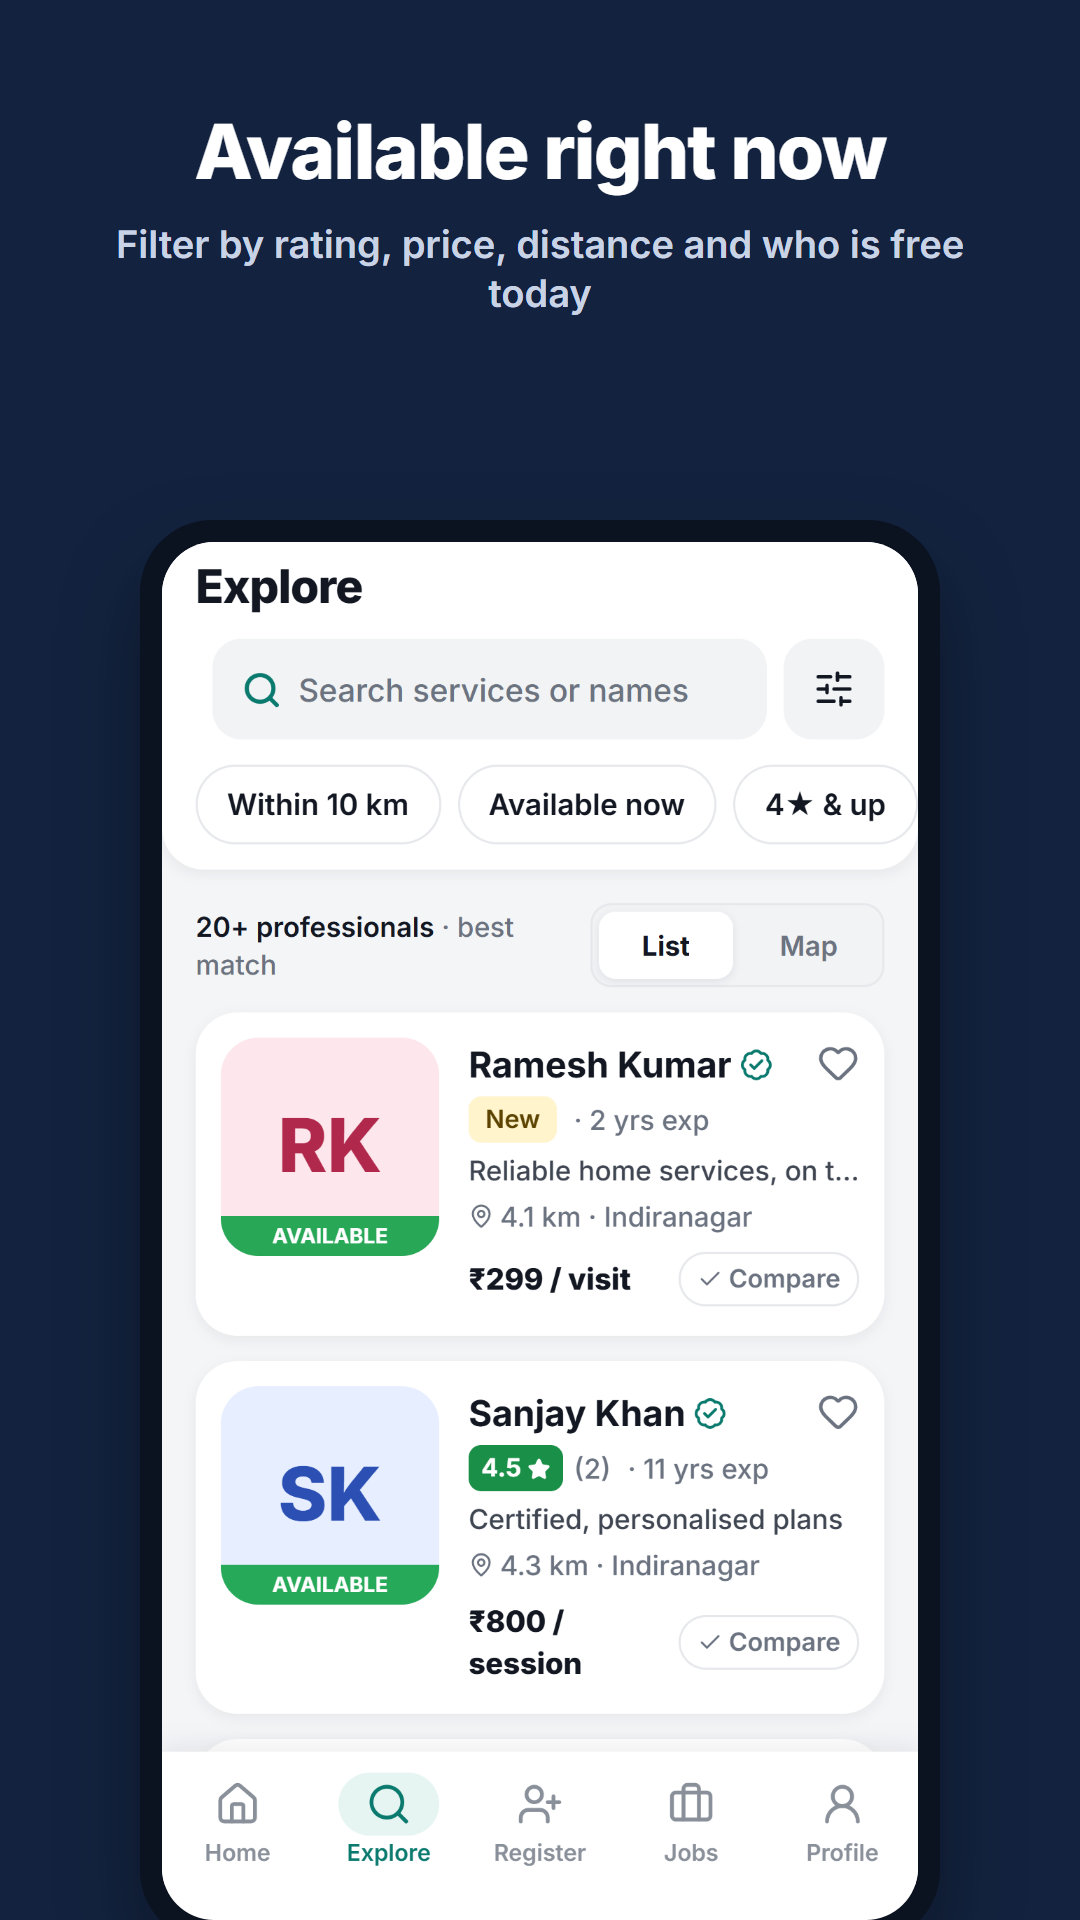 Available right now
Filter by rating, price, distance and who is free
today
Explore
Search services or names
Within 10 km
Available now
4★ & up
20+ professionals · best
match
List
Map
RK
AVAILABLE
Ramesh Kumar
New · 2 yrs exp
Reliable home services, on t...
4.1 km · Indiranagar
₹299 / visit
Compare
SK
AVAILABLE
Sanjay Khan
4.5★ (2) · 11 yrs exp
Certified, personalised plans
4.3 km · Indiranagar
₹800 /
session
Compare
Home
Explore
Register
Jobs
Profile